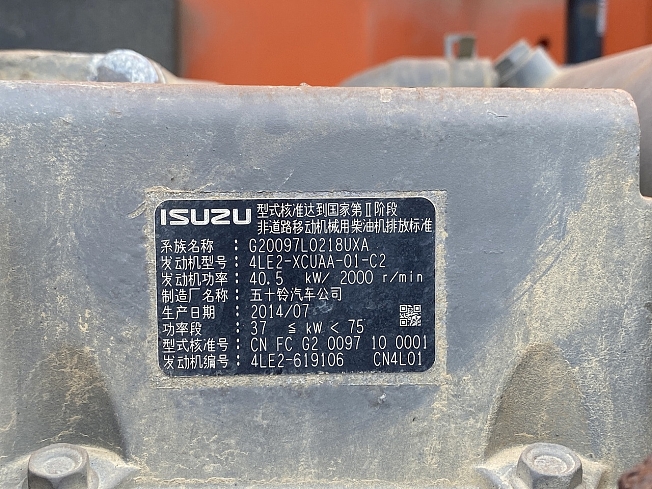 ISUZU 型式核准达到国家第Ⅱ阶段
非道路移动机械用柴油机排放标准
系族名称 : G20097L0218UXA
发动机型号: 4LE2-XCUAA-01-C2
发动机功率: 40.5 kW/ 2000 r/min
制造厂名称: 五十铃汽车公司
生产日期 : 2014/07
功率段 : 37 ≤ kW < 75
型式核准号: CN FC G2 0097 10 0001
发动机编号: 4LE2-619106 CN4L01